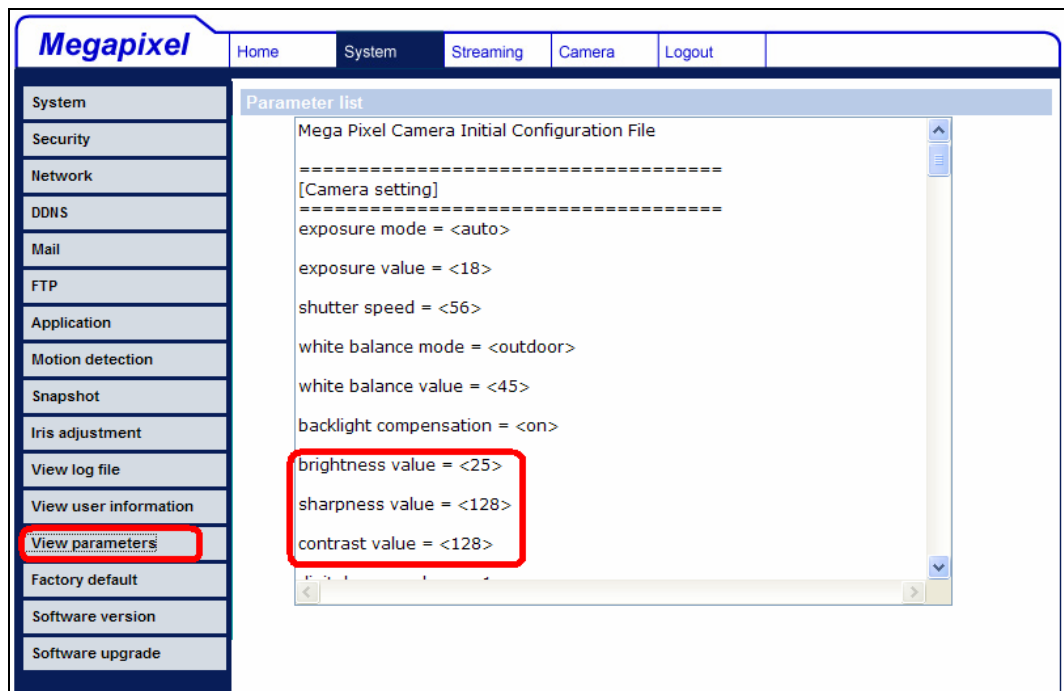 Megapixel
Home System Streaming Camera Logout
System
Security
Network
DDNS
Mail
FTP
Application
Motion detection
Snapshot
Iris adjustment
View log file
View user information
View parameters
Factory default
Software version
Software upgrade
Parameter list
Mega Pixel Camera Initial Configuration File
====================================
[Camera setting]
====================================
exposure mode = <auto>
exposure value = <18>
shutter speed = <56>
white balance mode = <outdoor>
white balance value = <45>
backlight compensation = <on>
brightness value = <25>
sharpness value = <128>
contrast value = <128>